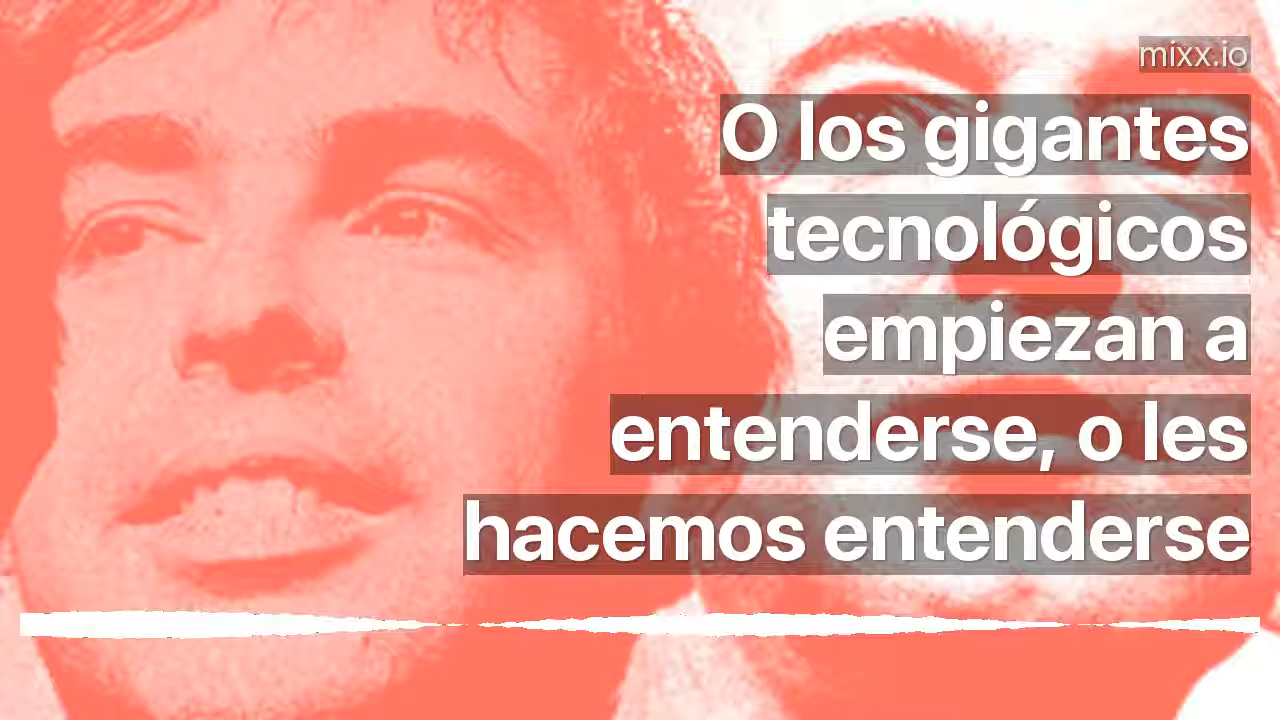 mixx.io
O los gigantes
tecnológicos
empiezan a
entenderse, o les
hacemos entenderse